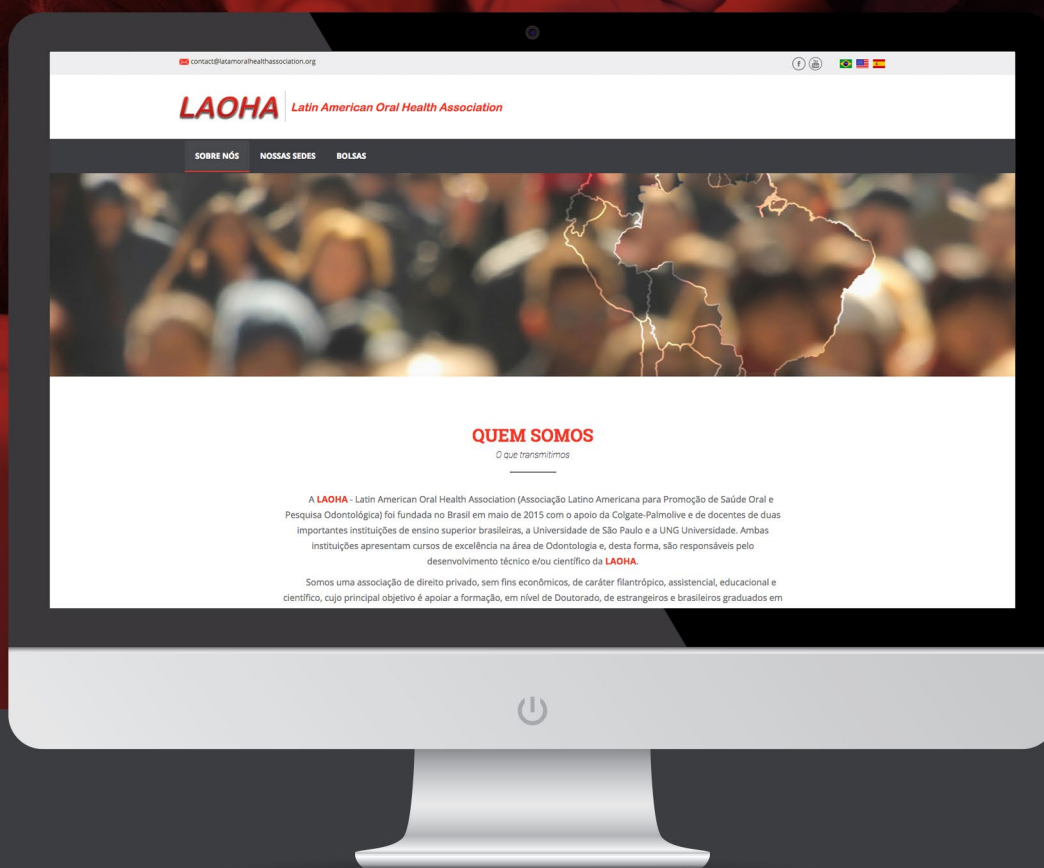 contact@latamoralhealthassociation.org
LAOHA
Latin American Oral Health Association
SOBRE NÓS
NOSSAS SEDES
BOLSAS
QUEM SOMOS
O que transmitimos
A LAOHA - Latin American Oral Health Association (Associação Latino Americana para Promoção de Saúde Oral e
Pesquisa Odontológica) foi fundada no Brasil em maio de 2015 com o apoio da Colgate-Palmolive e de docentes de duas
importantes instituições de ensino superior brasileiras, a Universidade de São Paulo e a UNG Universidade. Ambas
instituições apresentam cursos de excelência na área de Odontologia e, desta forma, são responsáveis pelo
desenvolvimento técnico e/ou científico da LAOHA.
Somos uma associação de direito privado, sem fins econômicos, de caráter filantrópico, assistencial, educacional e
científico, cujo principal objetivo é apoiar a formação, em nível de Doutorado, de estrangeiros e brasileiros graduados em